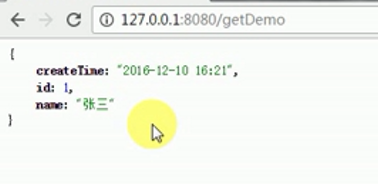 127.0.0.1:8080/getDemo
{
createTime: "2016-12-10 16:21",
id: 1,
name: "张三"
}